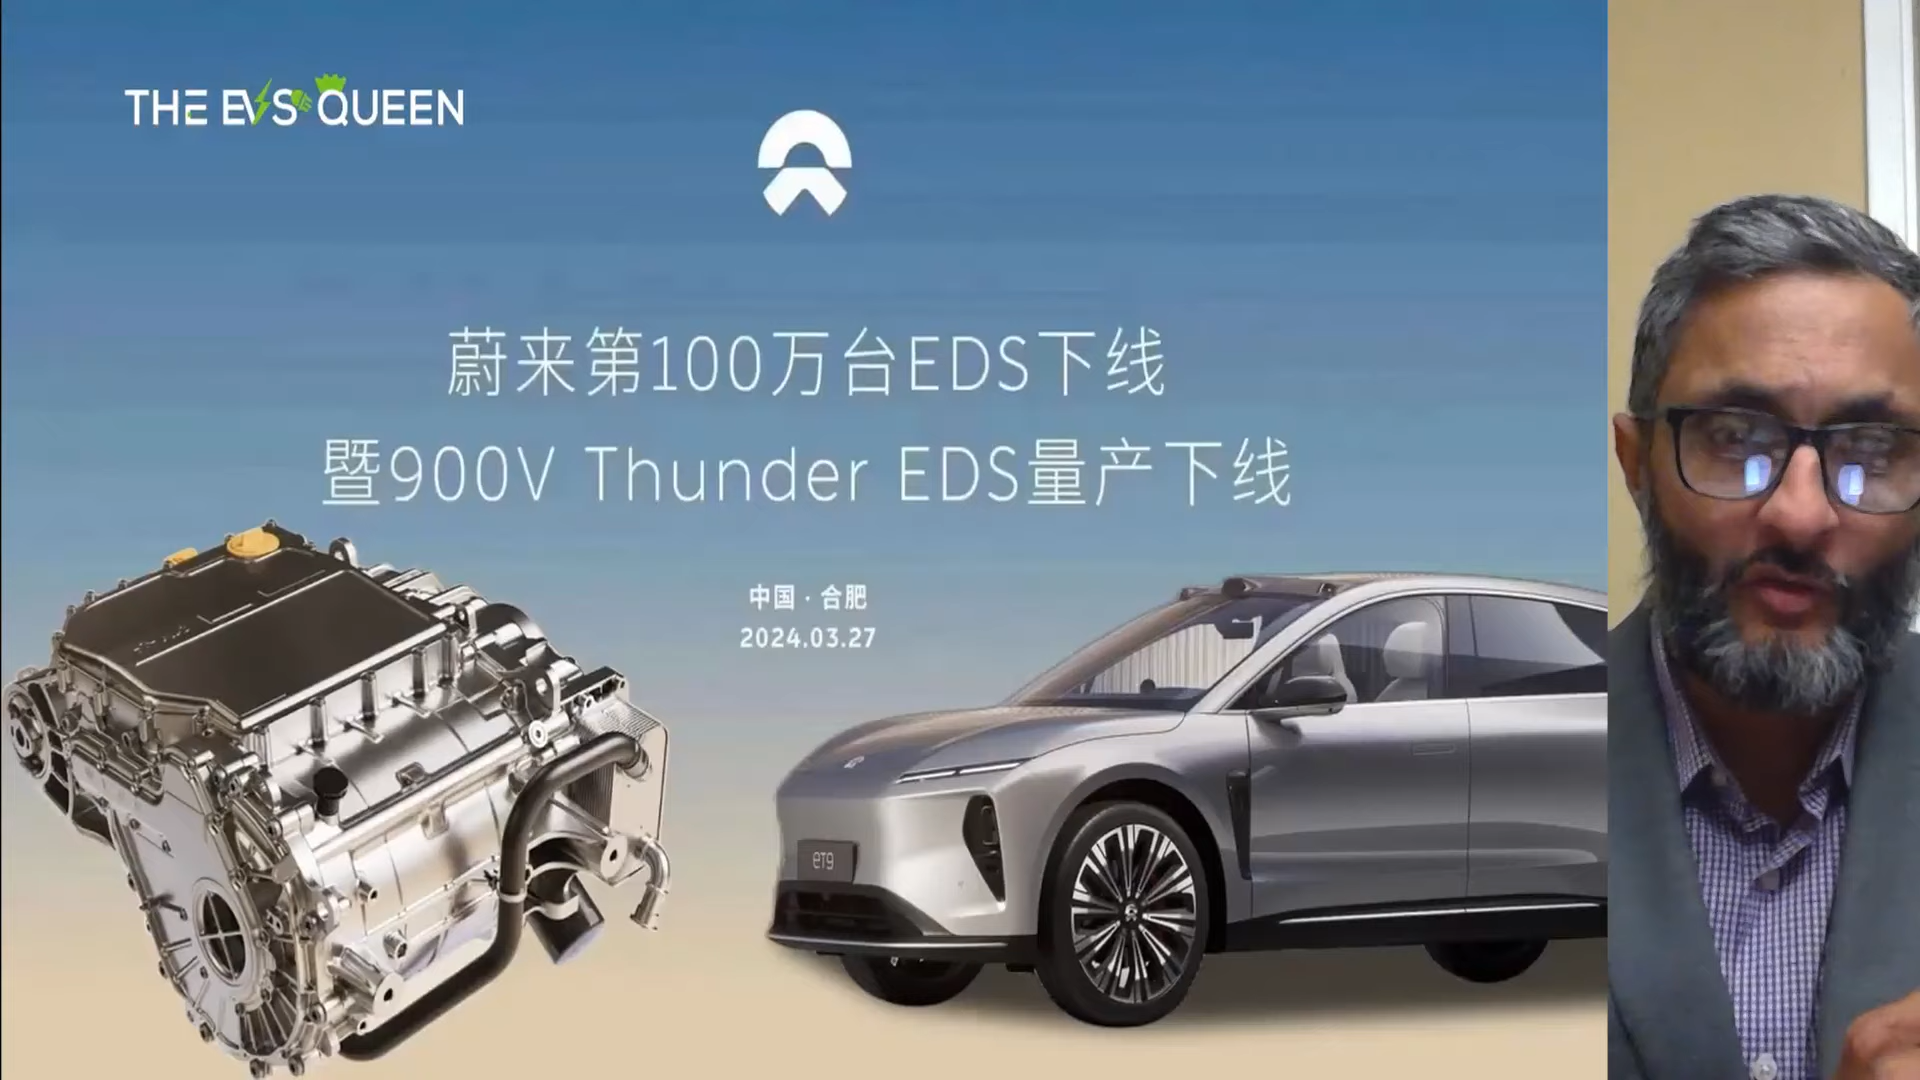 THE EVS QUEEN
蔚来第100万台EDS下线
暨900V Thunder EDS量产下线
中国·合肥
2024.03.27
eT9